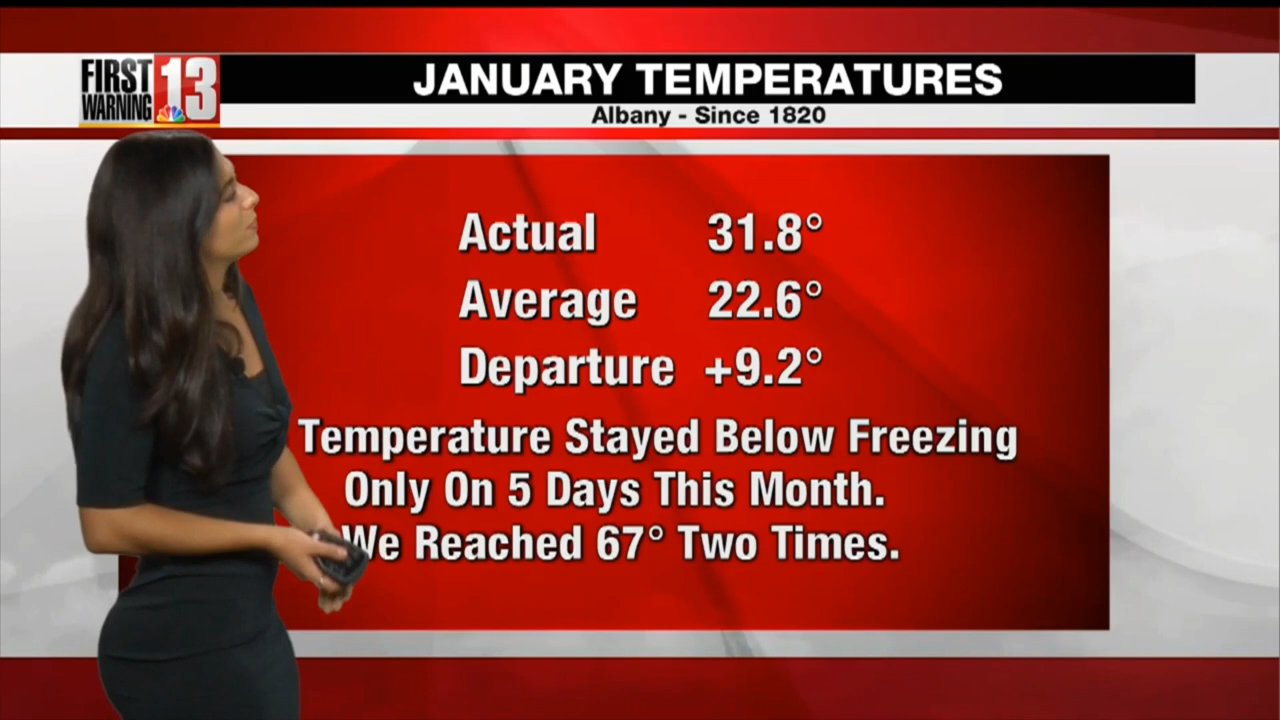 FIRST WARNING 13
JANUARY TEMPERATURES
Albany - Since 1820
Actual 31.8°
Average 22.6°
Departure +9.2°
Temperature Stayed Below Freezing
Only On 5 Days This Month.
We Reached 67° Two Times.